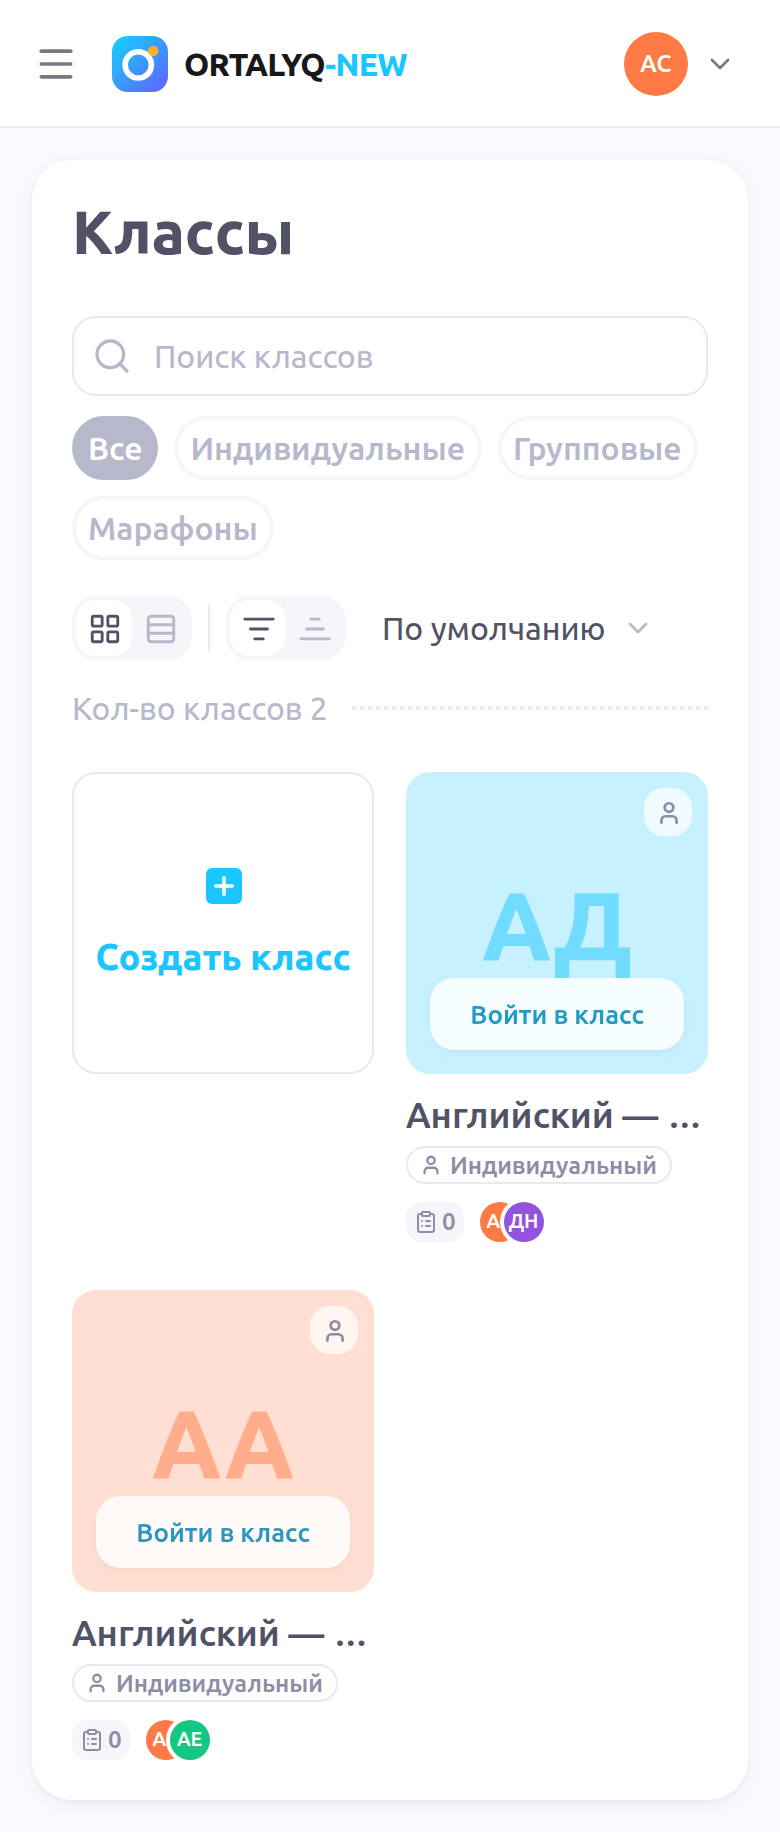 ORTALYQ-NEW
АС
Классы
Поиск классов
Все
Индивидуальные
Групповые
Марафоны
По умолчанию
Кол-во классов 2
Создать класс
АД
Войти в класс
Английский — ...
Индивидуальный
0
А
ДН
АА
Войти в класс
Английский — ...
Индивидуальный
0
А
АЕ